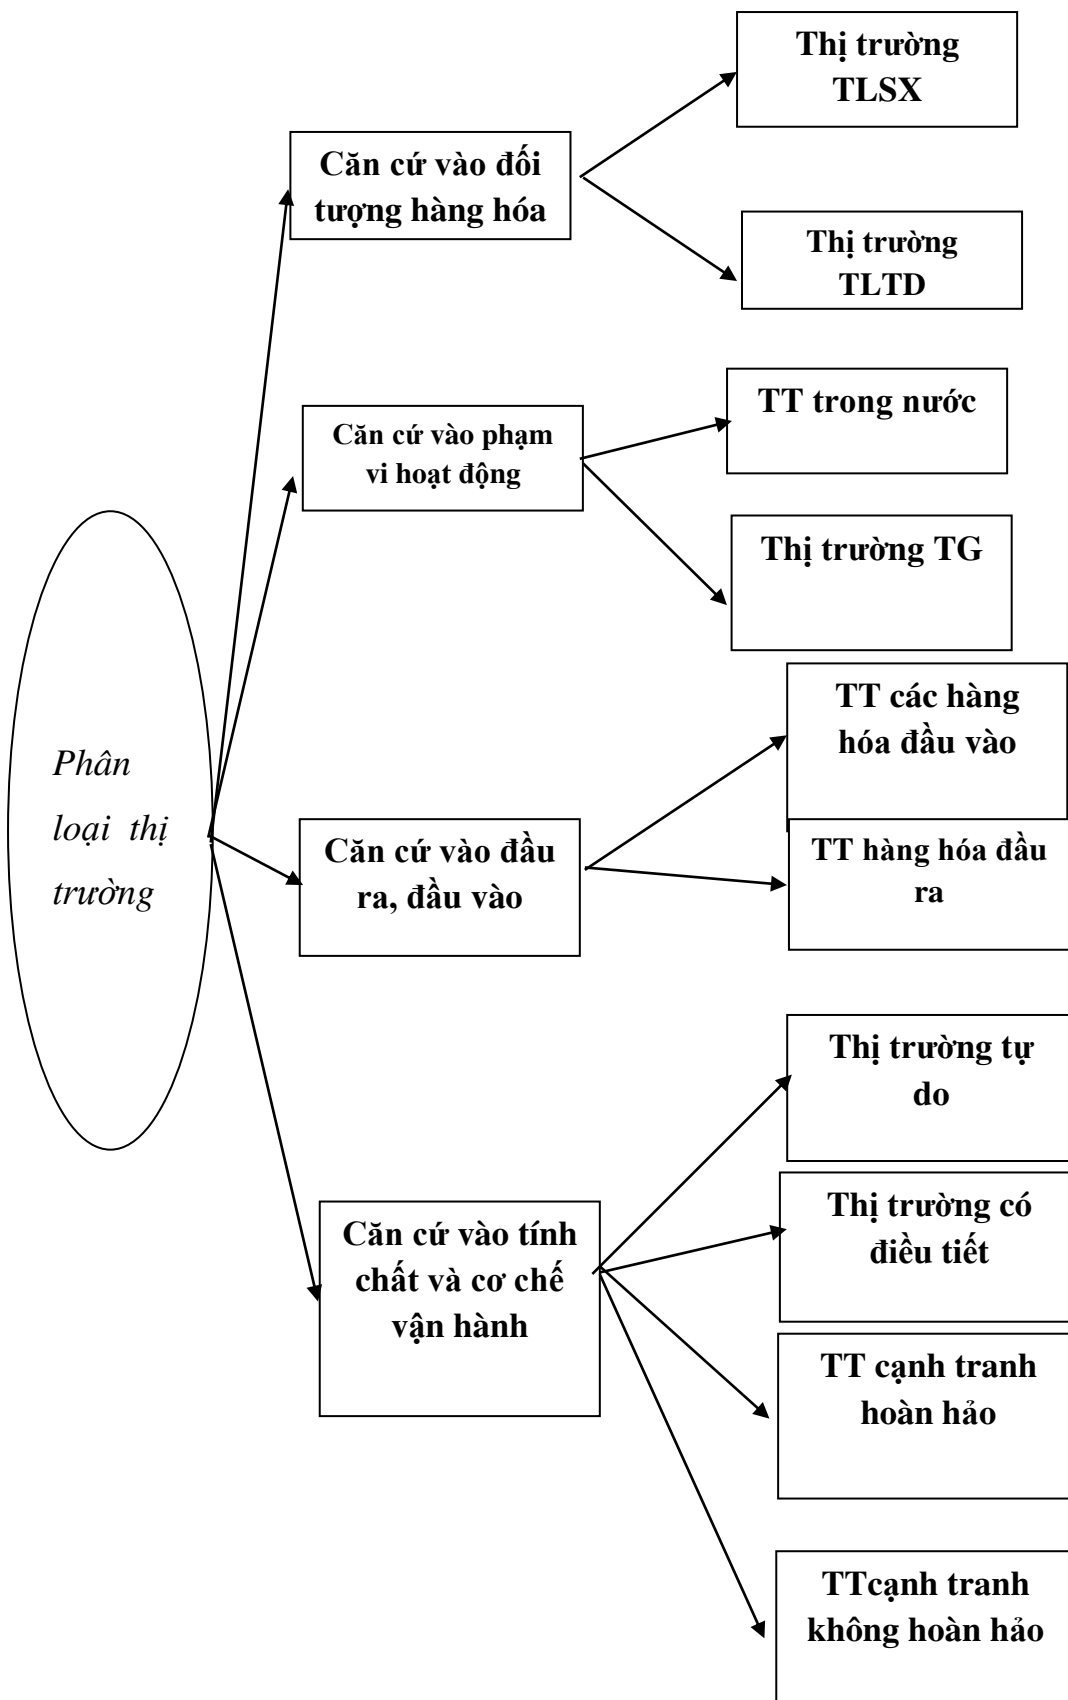 Thị trường
TLSX
Căn cứ vào đối
tượng hàng hóa
Thị trường
TLTD
TT trong nước
Căn cứ vào phạm
vi hoạt động
Thị trường TG
TT các hàng
hóa đầu vào
Phân
loại thị
trường
Căn cứ vào đầu
ra, đầu vào
TT hàng hóa đầu
ra
Thị trường tự
do
Căn cứ vào tính
chất và cơ chế
vận hành
Thị trường có
điều tiết
TT cạnh tranh
hoàn hảo
TTcạnh tranh
không hoàn hảo